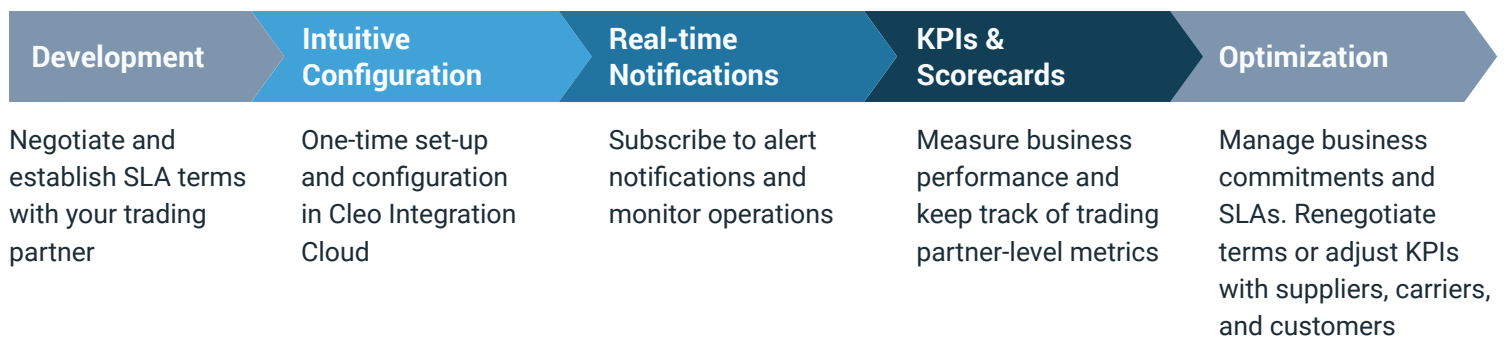 Development
Negotiate and
establish SLA terms
with your trading
partner
Intuitive
Configuration
One-time set-up
and configuration
in Cleo Integration
Cloud
Real-time
Notifications
Subscribe to alert
notifications and
monitor operations
KPIs &
Scorecards
Measure business
performance and
keep track of trading
partner-level metrics
Optimization
Manage business
commitments and
SLAs. Renegotiate
terms or adjust KPIs
with suppliers, carriers,
and customers